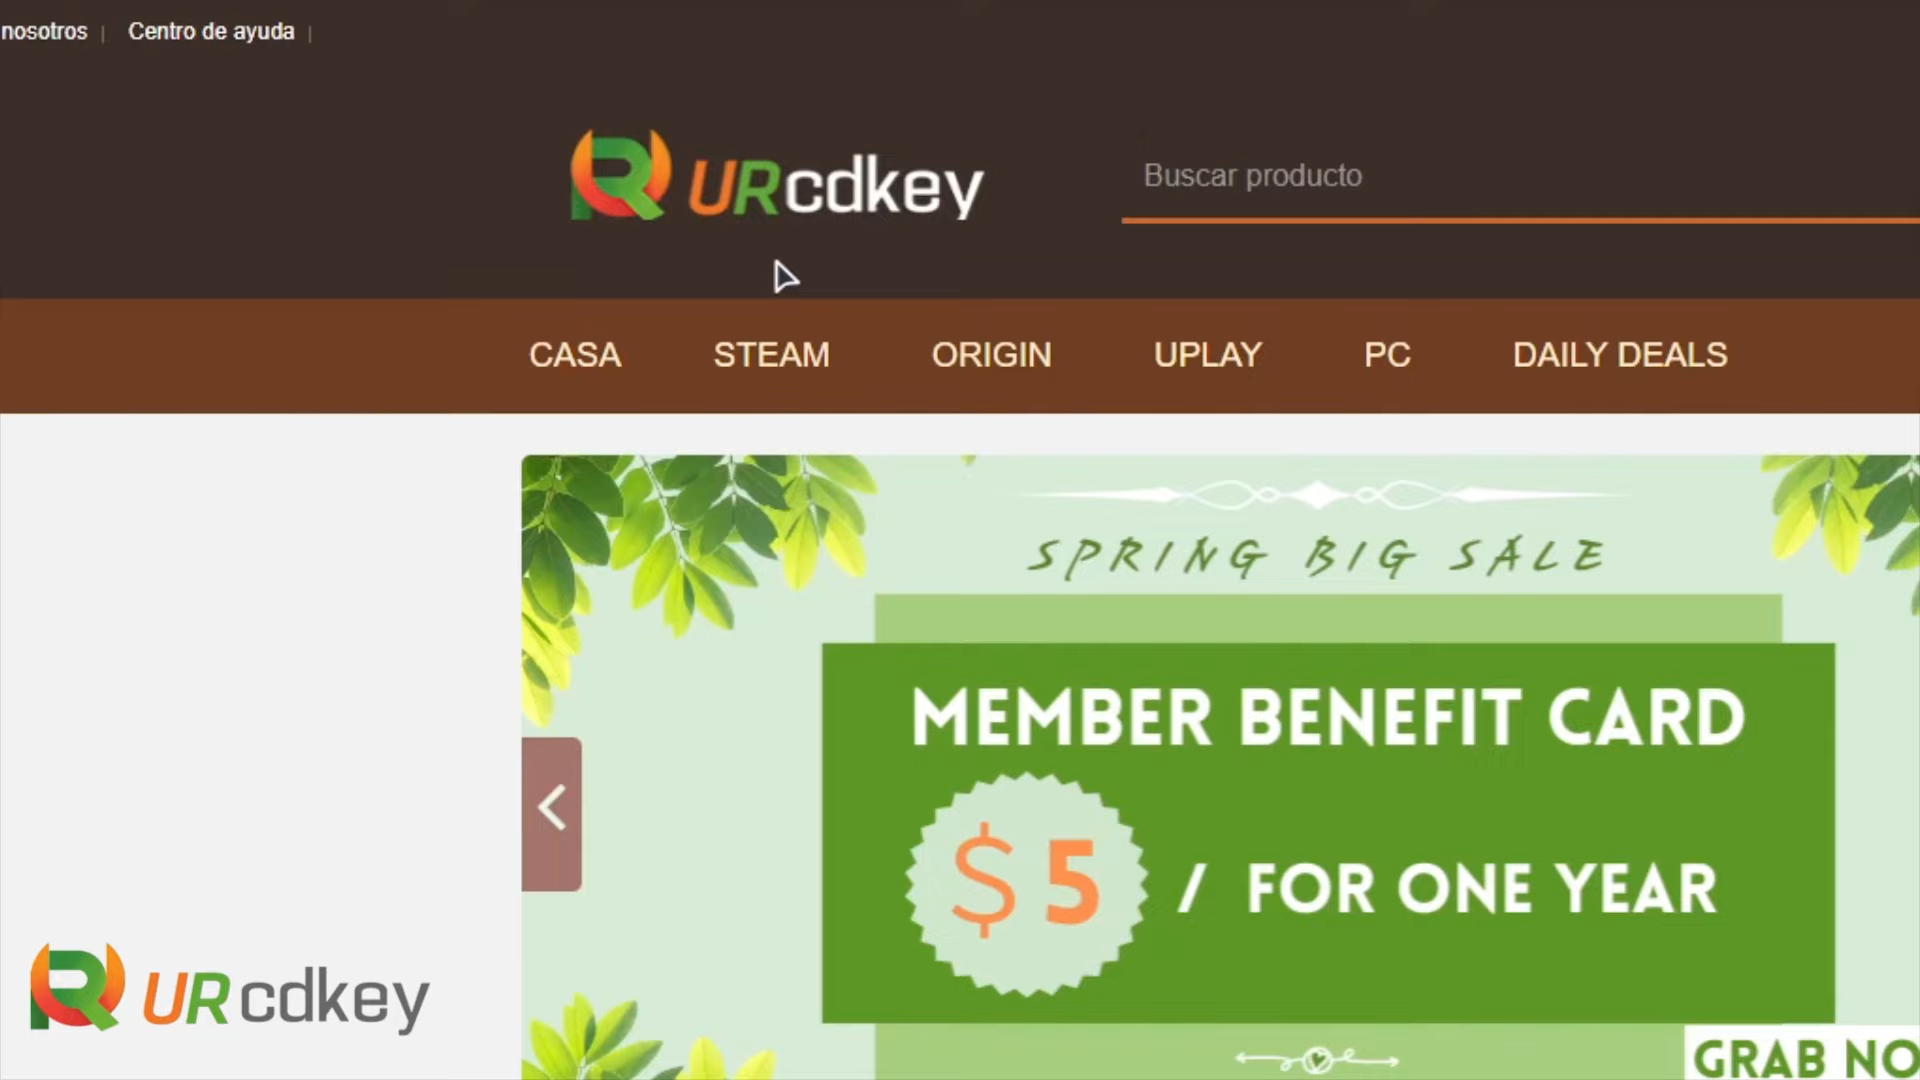 nosotros | Centro de ayuda |
URcdkey
Buscar producto
CASA STEAM ORIGIN UPLAY PC DAILY DEALS
SPRING BIG SALE
MEMBER BENEFIT CARD
$5 / FOR ONE YEAR
URcdkey
GRAB NO